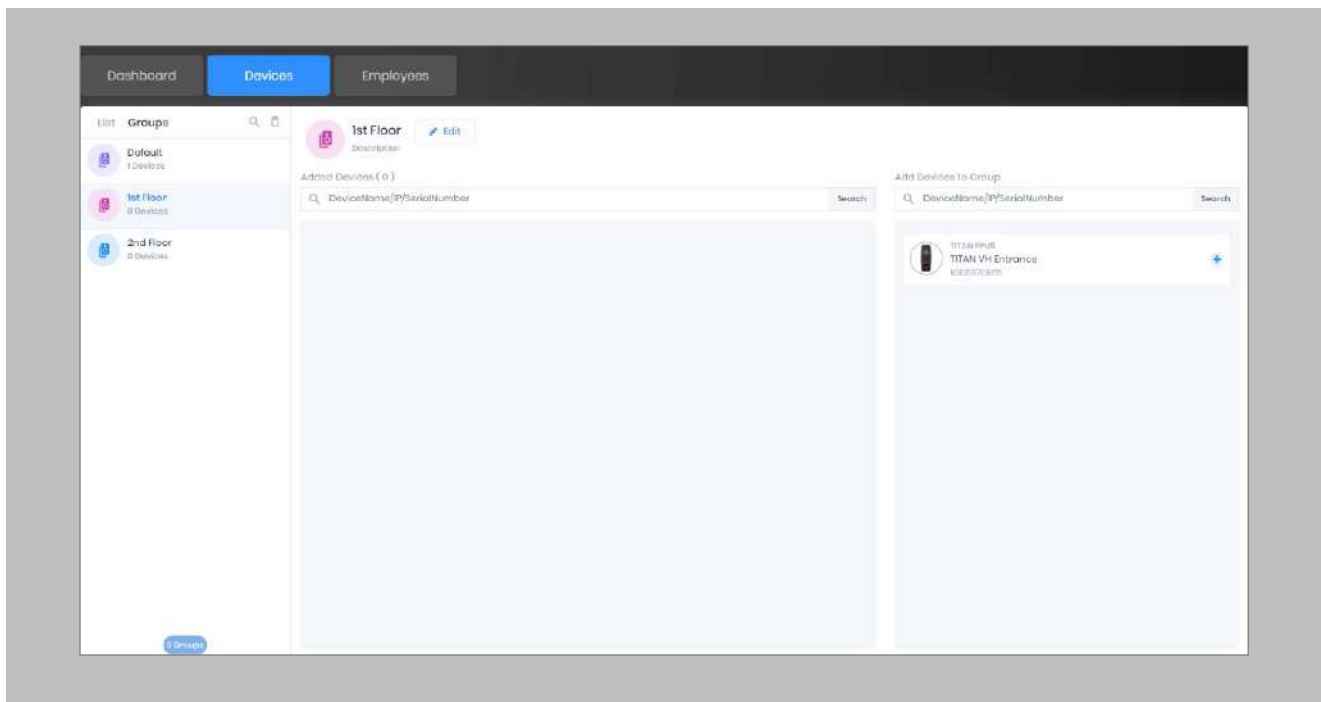 Dashboard
Devices
Employees
List Groups
Default
1 Devices
1st Floor
0 Devices
2nd Floor
0 Devices
1st Floor
Edit
Description
Added Devices ( 0 )
DeviceName/IP/SerialNumber
Search
Add Devices to Group
DeviceName/IP/SerialNumber
Search
TITAN VH Entrance
Groups